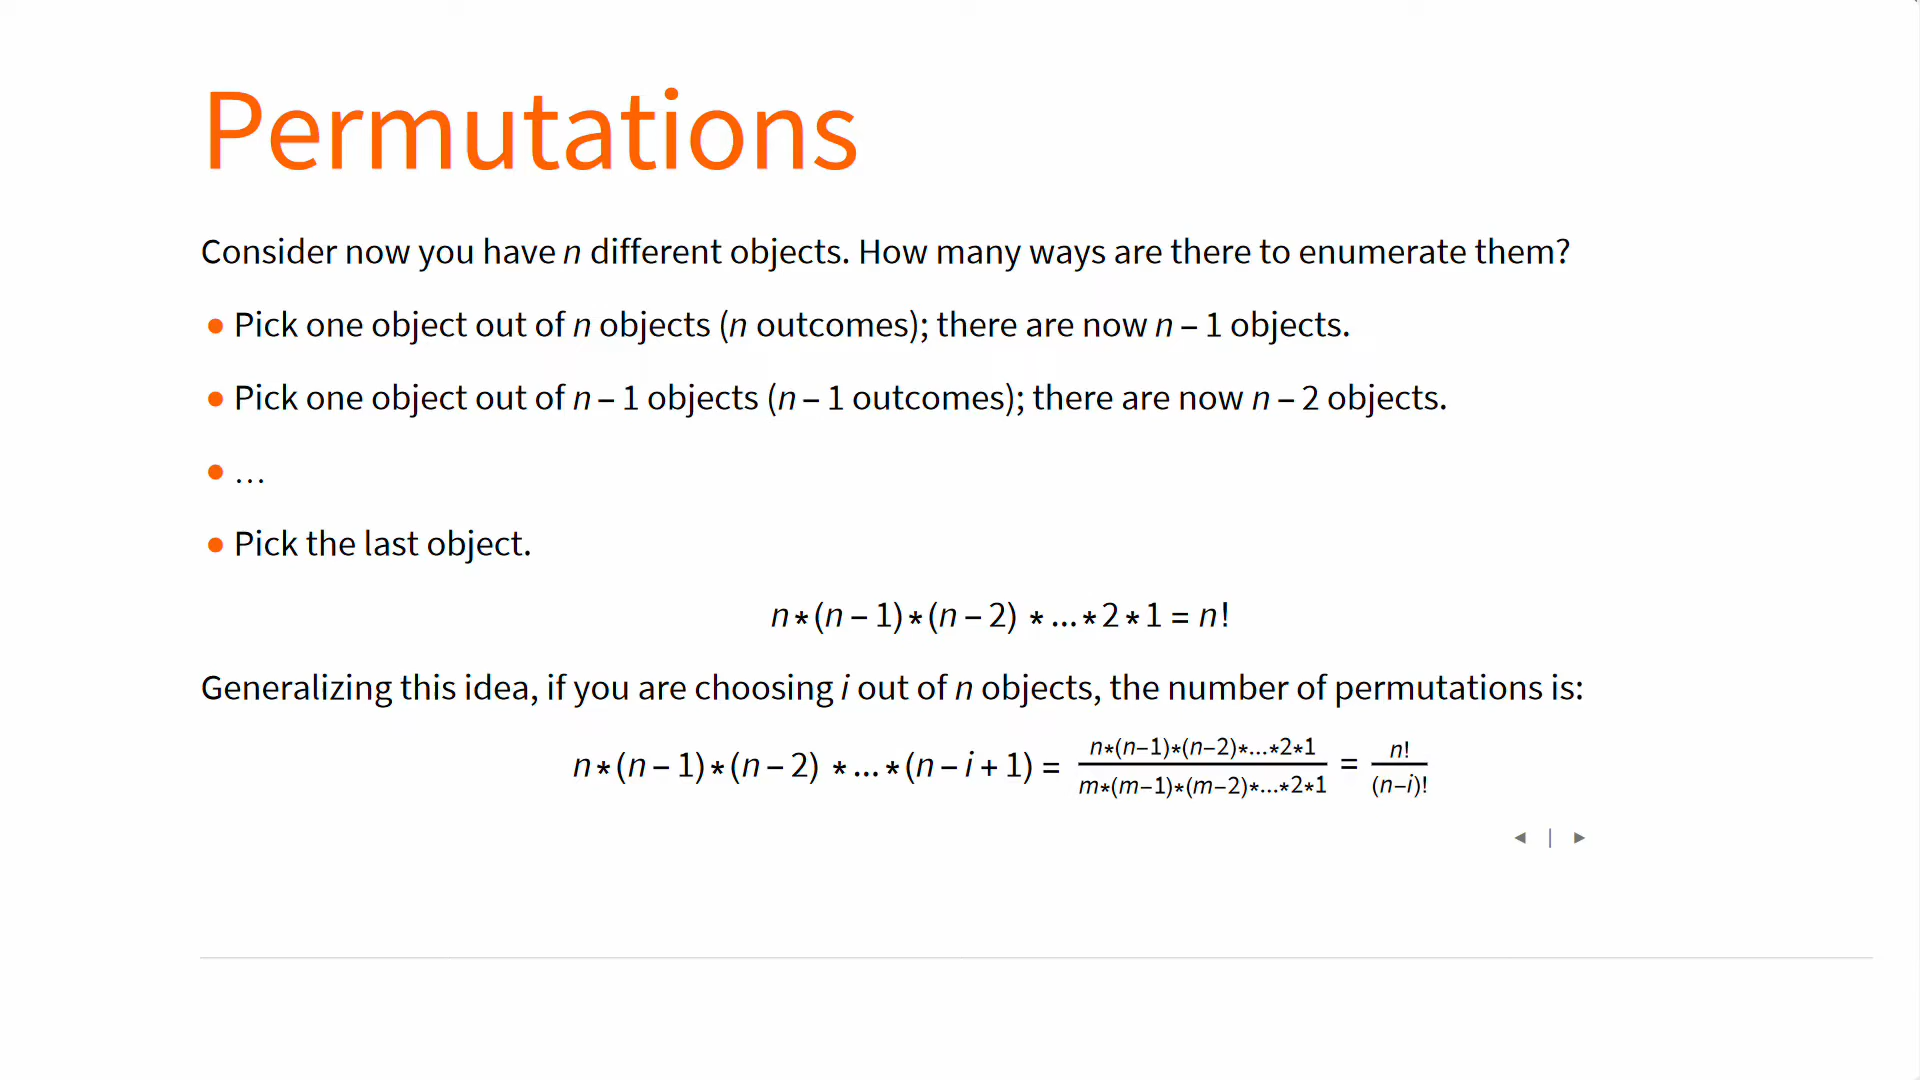 Permutations
Consider now you have n different objects. How many ways are there to enumerate them?
● Pick one object out of n objects (n outcomes); there are now n – 1 objects.
● Pick one object out of n – 1 objects (n – 1 outcomes); there are now n – 2 objects.
● …
● Pick the last object.
n*(n – 1)*(n – 2) *...*2*1 = n!
Generalizing this idea, if you are choosing i out of n objects, the number of permutations is:
n*(n – 1)*(n – 2) *...*(n – i + 1) = n*(n–1)*(n–2)*...*2*1 / m*(m–1)*(m–2)*...*2*1 = n! / (n–i)!
◄ | ►